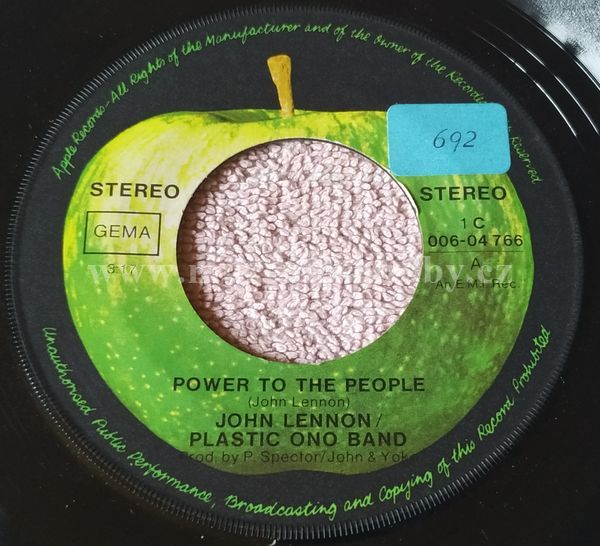 Apple Records-All Rights of the Manufacturer and of the Owner of the Recorded Work Reserved
692
STEREO
STEREO
GEMA
1 C
006-04 766
3:17
A
An E.M.I. Rec.
POWER TO THE PEOPLE
(John Lennon)
JOHN LENNON/
PLASTIC ONO BAND
Prod. by P. Spector/John & Yoko
Unauthorised Public Performance, Broadcasting and Copying of this Record Prohibited